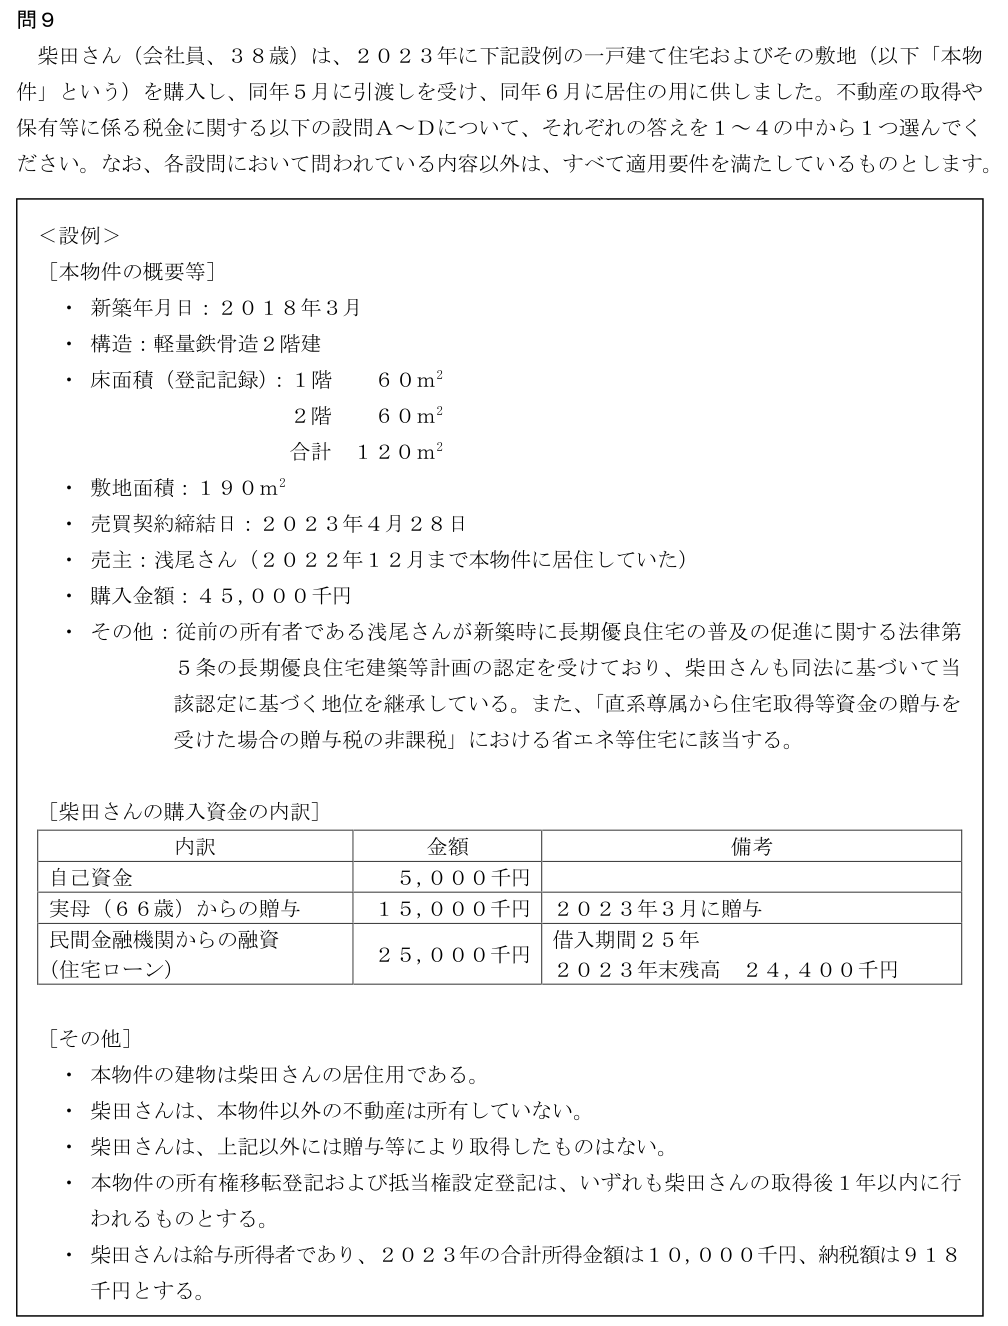 問９
柴田さん（会社員、３８歳）は、２０２３年に下記設例の一戸建て住宅およびその敷地（以下「本物
件」という）を購入し、同年５月に引渡しを受け、同年６月に居住の用に供しました。不動産の取得や
保有等に係る税金に関する以下の設問Ａ～Ｄについて、それぞれの答えを１～４の中から１つ選んでく
ださい。なお、各設問において問われている内容以外は、すべて適用要件を満たしているものとします。
＜設例＞
［本物件の概要等］
・ 新築年月日：２０１８年３月
・ 構造：軽量鉄骨造２階建
・ 床面積（登記記録）：１階　６０ｍ²
２階　６０ｍ²
合計　１２０ｍ²
・ 敷地面積：１９０ｍ²
・ 売買契約締結日：２０２３年４月２８日
・ 売主：浅尾さん（２０２２年１２月まで本物件に居住していた）
・ 購入金額：４５,０００千円
・ その他：従前の所有者である浅尾さんが新築時に長期優良住宅の普及の促進に関する法律第
５条の長期優良住宅建築等計画の認定を受けており、柴田さんも同法に基づいて当
該認定に基づく地位を継承している。また、「直系尊属から住宅取得等資金の贈与を
受けた場合の贈与税の非課税」における省エネ等住宅に該当する。
［柴田さんの購入資金の内訳］
内訳　金額　備考
自己資金　５,０００千円
実母（６６歳）からの贈与　１５,０００千円　２０２３年３月に贈与
民間金融機関からの融資　２５,０００千円　借入期間２５年
（住宅ローン）　２０２３年末残高　２４,４００千円
［その他］
・ 本物件の建物は柴田さんの居住用である。
・ 柴田さんは、本物件以外の不動産は所有していない。
・ 柴田さんは、上記以外には贈与等により取得したものはない。
・ 本物件の所有権移転登記および抵当権設定登記は、いずれも柴田さんの取得後１年以内に行
われるものとする。
・ 柴田さんは給与所得者であり、２０２３年の合計所得金額は１０,０００千円、納税額は９１８
千円とする。